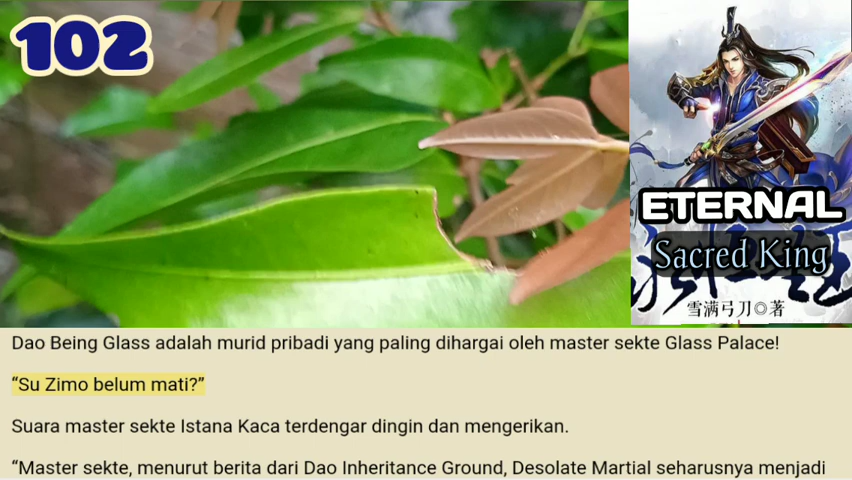 102
ETERNAL
Sacred King
雪满弓刀◎著
Dao Being Glass adalah murid pribadi yang paling dihargai oleh master sekte Glass Palace!
“Su Zimo belum mati?”
Suara master sekte Istana Kaca terdengar dingin dan mengerikan.
“Master sekte, menurut berita dari Dao Inheritance Ground, Desolate Martial seharusnya menjadi